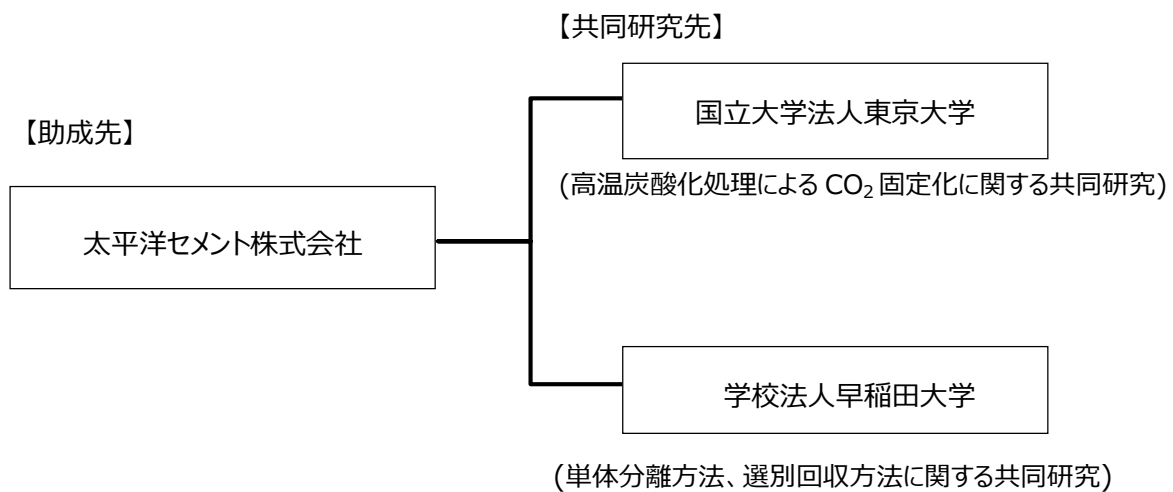 【共同研究先】
国立大学法人東京大学
【助成先】
(高温炭酸化処理による CO₂ 固定化に関する共同研究)
太平洋セメント株式会社
学校法人早稲田大学
(単体分離方法、選別回収方法に関する共同研究)